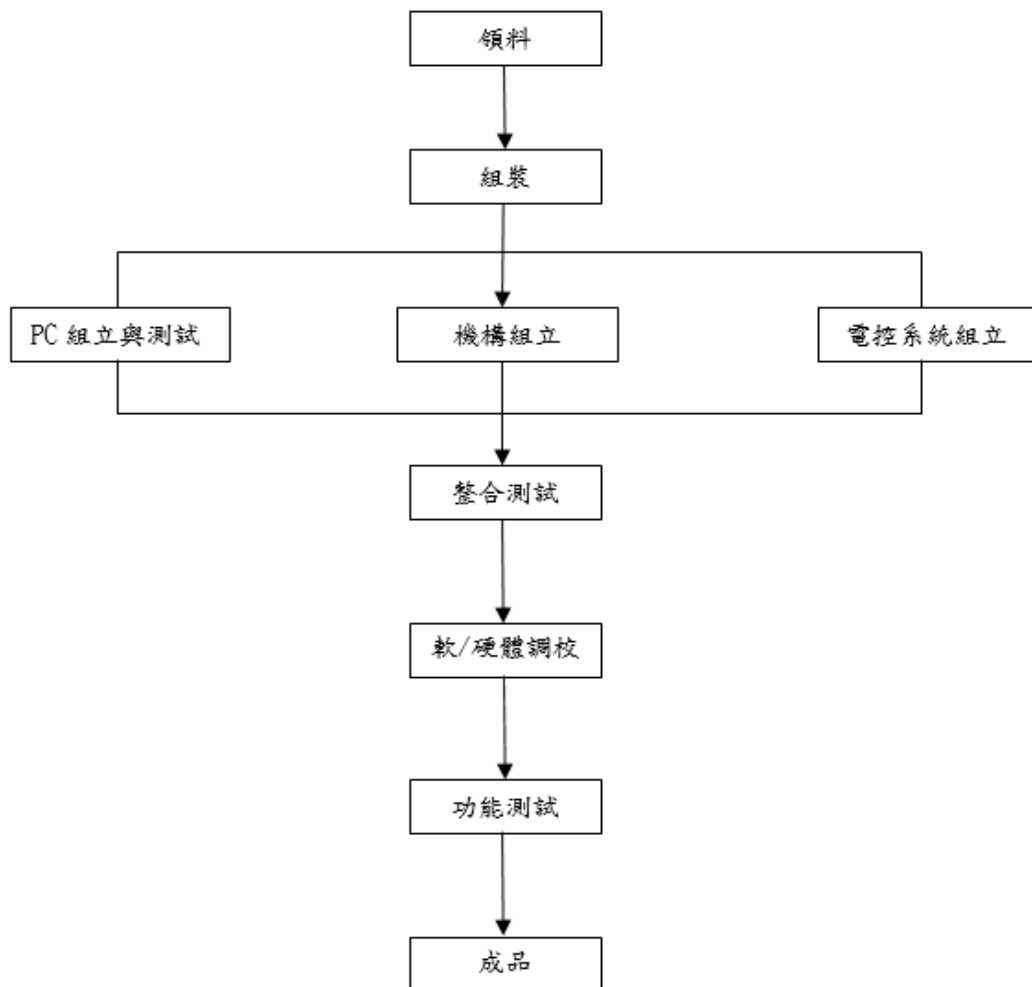 領料
組裝
PC 組立與測試
機構組立
電控系統組立
整合測試
軟/硬體調校
功能測試
成品